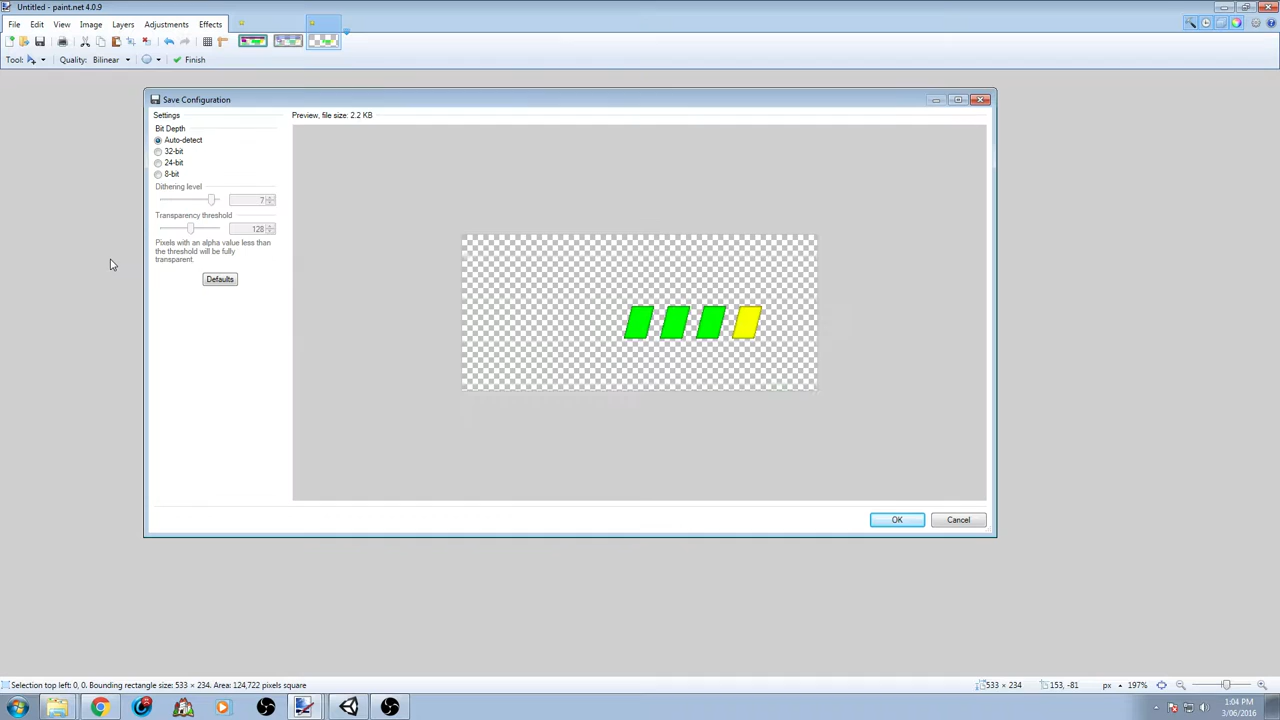 Untitled - paint.net 4.0.9
File Edit View Image Layers Adjustments Effects
Tool: Quality: Bilinear Finish
Save Configuration
Settings
Preview, file size: 2.2 KB
Bit Depth
Auto-detect
32-bit
24-bit
8-bit
Dithering level
7
Transparency threshold
128
Pixels with an alpha value less than
the threshold will be fully
transparent.
Defaults
OK Cancel
Selection top left: 0, 0. Bounding rectangle size: 533 × 234. Area: 124,722 pixels square
533 × 234
153, -81
px
197%
1:04 PM
3/06/2016